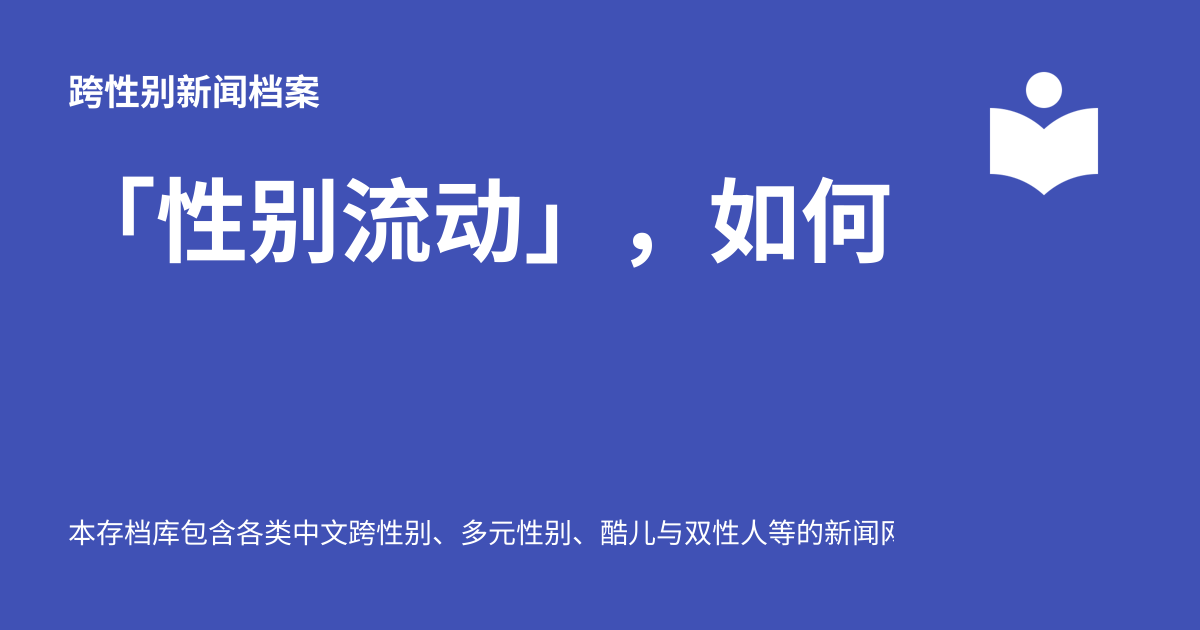 跨性别新闻档案
「性别流动」，如何
本存档库包含各类中文跨性别、多元性别、酷儿与双性人等的新闻